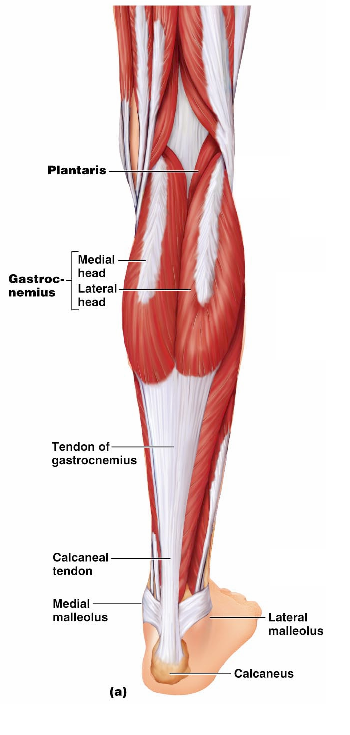 Plantaris
Medial
head
Gastroc-
nemius
Lateral
head
Tendon of
gastrocnemius
Calcaneal
tendon
Medial
malleolus
Lateral
malleolus
Calcaneus
(a)